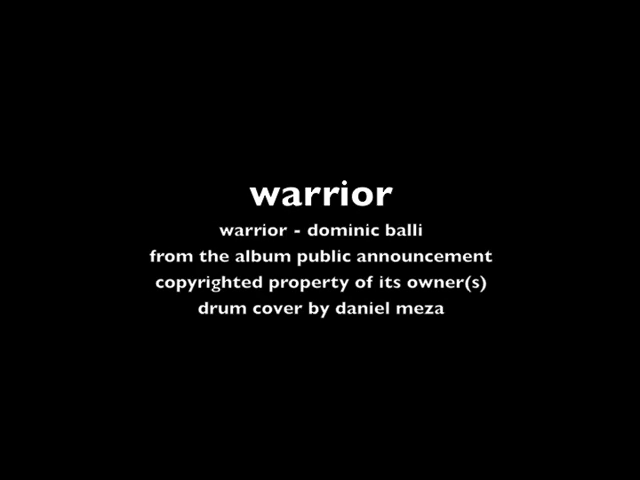 warrior
warrior - dominic balli
from the album public announcement
copyrighted property of its owner(s)
drum cover by daniel meza